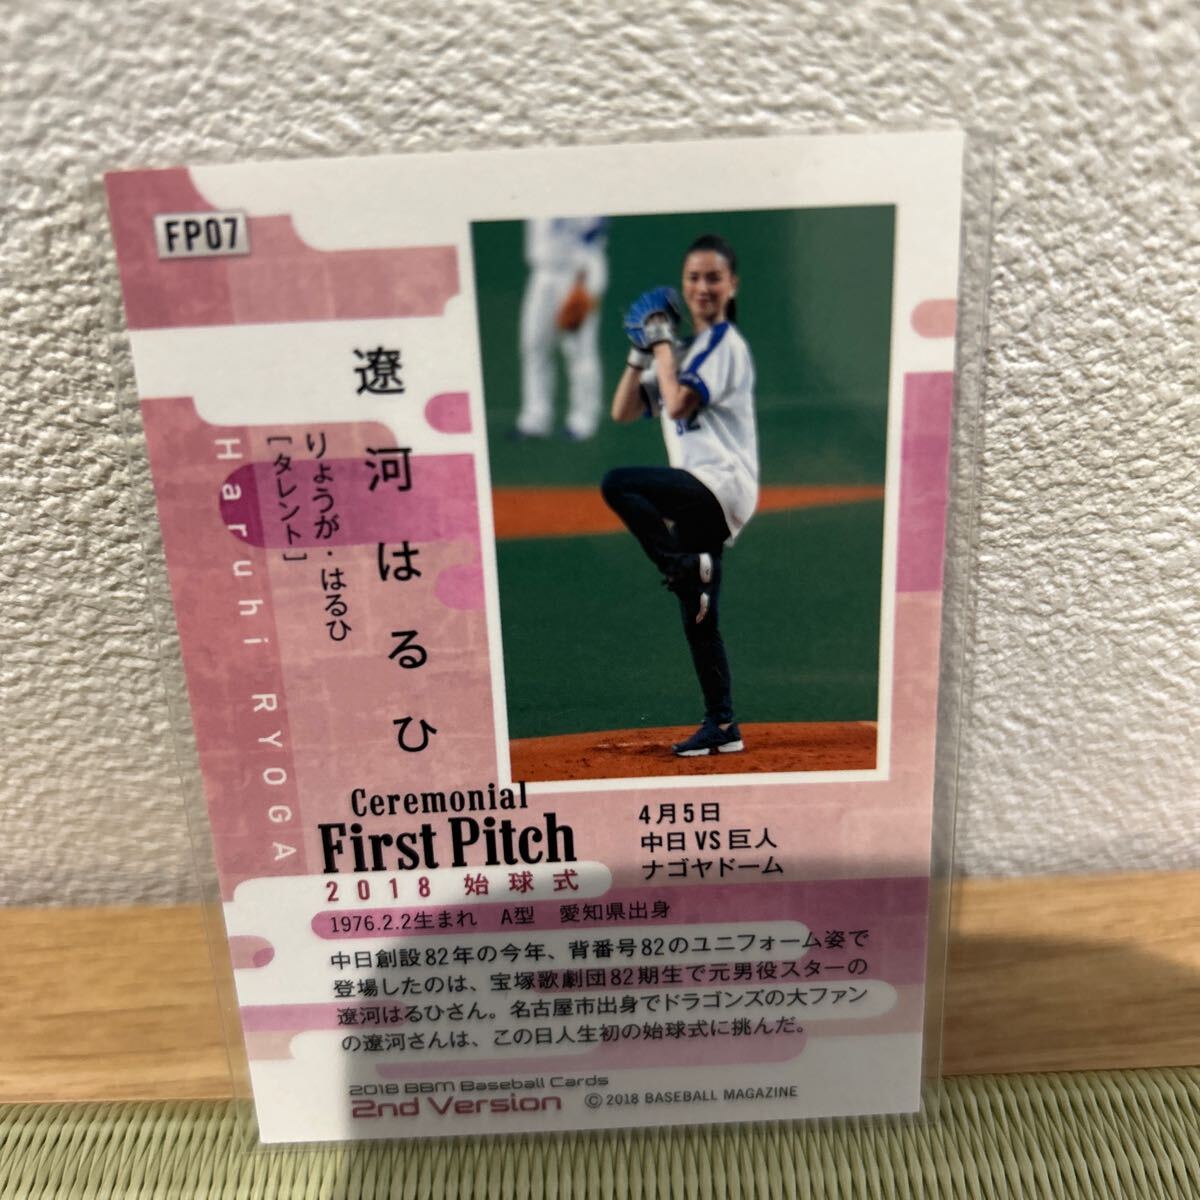 FP07
遼河はるひ
りょうが・はるひ
[タレント]
Haruhi RYOGA
82
Ceremonial
First Pitch
2018 始球式
4月5日
中日 VS 巨人
ナゴヤドーム
1976.2.2生まれ A型 愛知県出身
中日創設82年の今年、背番号82のユニフォーム姿で
登場したのは、宝塚歌劇団82期生で元男役スターの
遼河はるひさん。名古屋市出身でドラゴンズの大ファン
の遼河さんは、この日人生初の始球式に挑んだ。
2018 BBM Baseball Cards
2nd Version
©2018 BASEBALL MAGAZINE